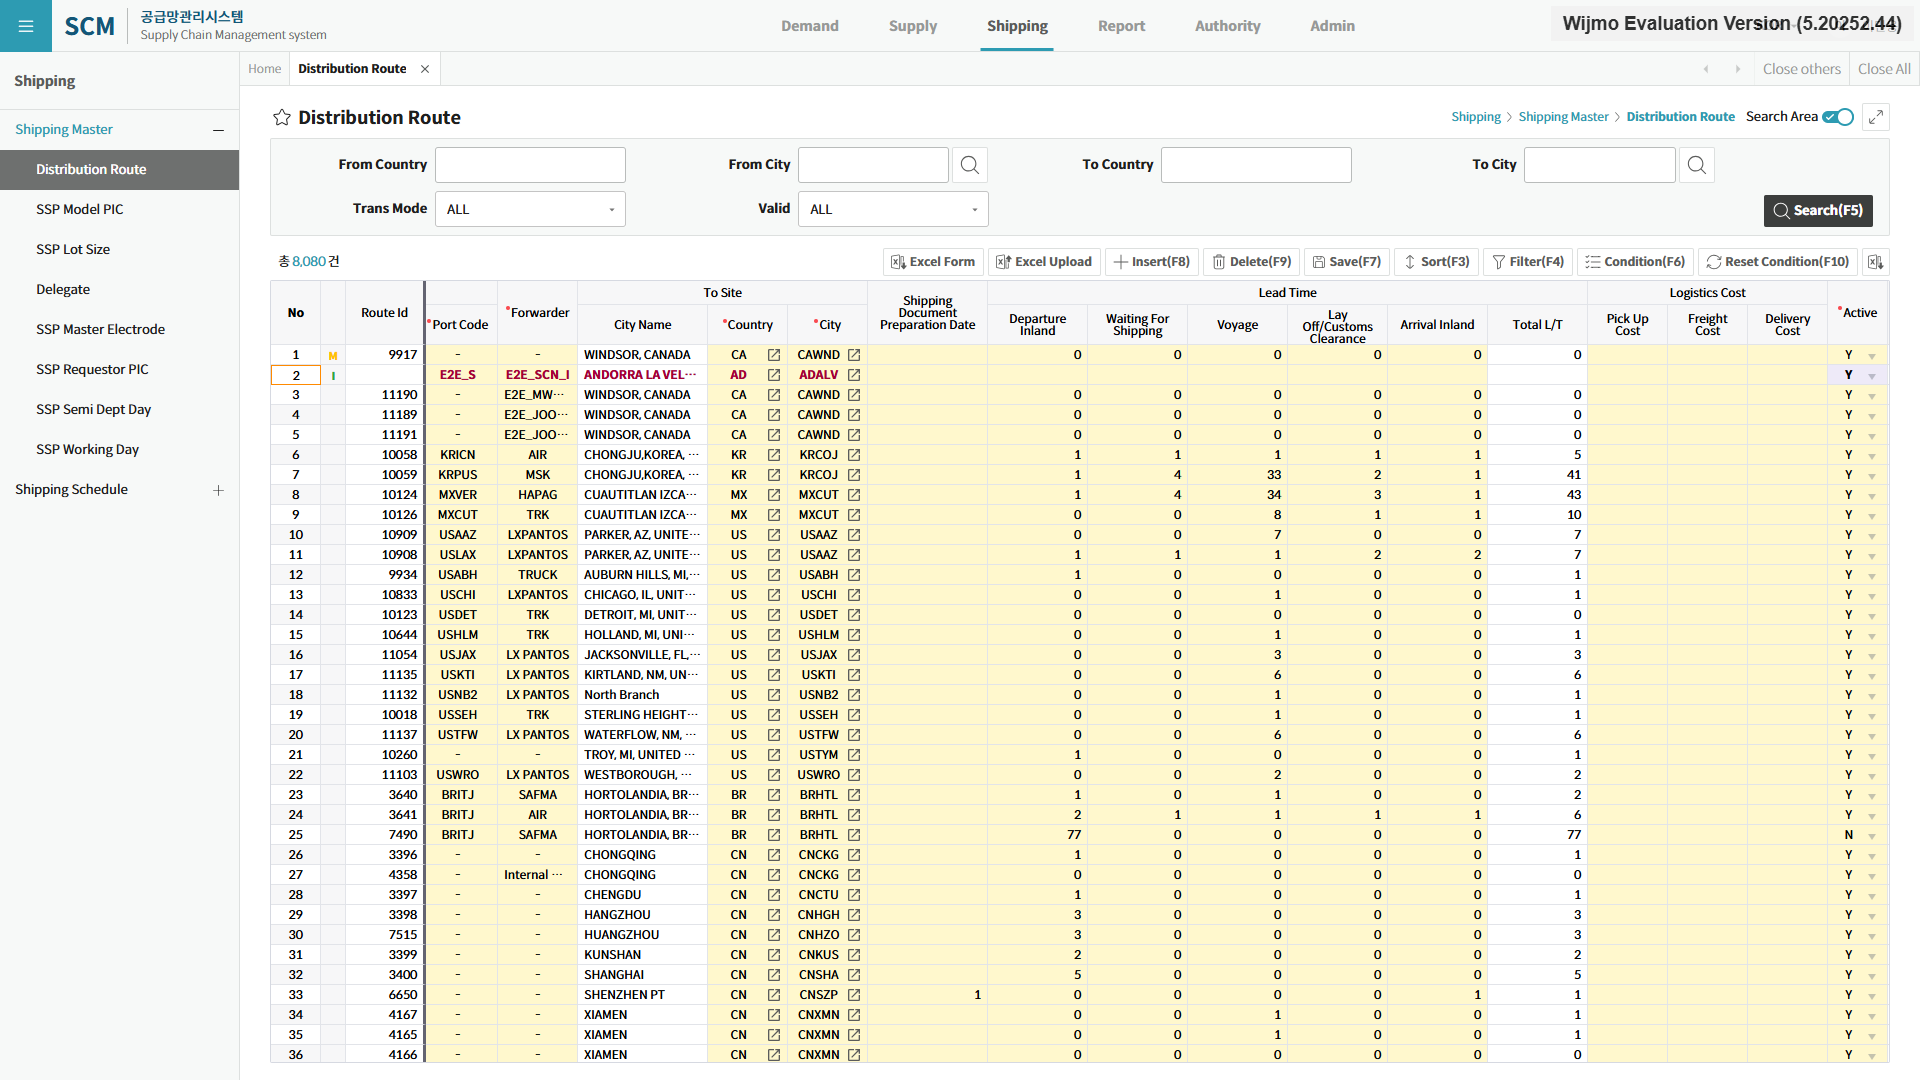 SCM 공급망관리시스템
Supply Chain Management system
Demand Supply Shipping Report Authority Admin
Wijmo Evaluation Version (5.20252.44)
Shipping
Home Distribution Route Close others Close All
Shipping Master
Distribution Route
SSP Model PIC
SSP Lot Size
Delegate
SSP Master Electrode
SSP Requestor PIC
SSP Semi Dept Day
SSP Working Day
Shipping Schedule
Distribution Route
Shipping > Shipping Master > Distribution Route Search Area
From Country From City To Country To City
Trans Mode ALL Valid ALL Search(F5)
총 8,080 건
Excel Form Excel Upload Insert(F8) Delete(F9) Save(F7) Sort(F3) Filter(F4) Condition(F6) Reset Condition(F10)
No Route Id *Port Code *Forwarder To Site Shipping Document Preparation Date Lead Time Logistics Cost *Active
City Name *Country *City Departure Inland Waiting For Shipping Voyage Lay Off/Customs Clearance Arrival Inland Total L/T Pick Up Cost Freight Cost Delivery Cost
1 M 9917 - - WINDSOR, CANADA CA CAWND 0 0 0 0 0 0 Y
2 I E2E_S E2E_SCN_I ANDORRA LA VEL··· AD ADALV Y
3 11190 - E2E_MW··· WINDSOR, CANADA CA CAWND 0 0 0 0 0 0 Y
4 11189 - E2E_JOO··· WINDSOR, CANADA CA CAWND 0 0 0 0 0 0 Y
5 11191 - E2E_JOO··· WINDSOR, CANADA CA CAWND 0 0 0 0 0 0 Y
6 10058 KRICN AIR CHONGJU,KOREA, ··· KR KRCOJ 1 1 1 1 1 5 Y
7 10059 KRPUS MSK CHONGJU,KOREA, ··· KR KRCOJ 1 4 33 2 1 41 Y
8 10124 MXVER HAPAG CUAUTITLAN IZCA··· MX MXCUT 1 4 34 3 1 43 Y
9 10126 MXCUT TRK CUAUTITLAN IZCA··· MX MXCUT 0 0 8 1 1 10 Y
10 10909 USAAZ LXPANTOS PARKER, AZ, UNITE··· US USAAZ 0 0 7 0 0 7 Y
11 10908 USLAX LXPANTOS PARKER, AZ, UNITE··· US USAAZ 1 1 1 2 2 7 Y
12 9934 USABH TRUCK AUBURN HILLS, MI,··· US USABH 1 0 0 0 0 1 Y
13 10833 USCHI LXPANTOS CHICAGO, IL, UNIT··· US USCHI 0 0 1 0 0 1 Y
14 10123 USDET TRK DETROIT, MI, UNIT··· US USDET 0 0 0 0 0 0 Y
15 10644 USHLM TRK HOLLAND, MI, UNI··· US USHLM 0 0 1 0 0 1 Y
16 11054 USJAX LX PANTOS JACKSONVILLE, FL,··· US USJAX 0 0 3 0 0 3 Y
17 11135 USKTI LX PANTOS KIRTLAND, NM, UN··· US USKTI 0 0 6 0 0 6 Y
18 11132 USNB2 LX PANTOS North Branch US USNB2 0 0 1 0 0 1 Y
19 10018 USSEH TRK STERLING HEIGHT··· US USSEH 0 0 1 0 0 1 Y
20 11137 USTFW LX PANTOS WATERFLOW, NM, ··· US USTFW 0 0 6 0 0 6 Y
21 10260 - - TROY, MI, UNITED ··· US USTYM 1 0 0 0 0 1 Y
22 11103 USWRO LX PANTOS WESTBOROUGH, ··· US USWRO 0 0 2 0 0 2 Y
23 3640 BRITJ SAFMA HORTOLANDIA, BR··· BR BRHTL 1 0 1 0 0 2 Y
24 3641 BRITJ AIR HORTOLANDIA, BR··· BR BRHTL 2 1 1 1 1 6 Y
25 7490 BRITJ SAFMA HORTOLANDIA, BR··· BR BRHTL 77 0 0 0 0 77 N
26 3396 - - CHONGQING CN CNCKG 1 0 0 0 0 1 Y
27 4358 - Internal ··· CHONGQING CN CNCKG 0 0 0 0 0 0 Y
28 3397 - - CHENGDU CN CNCTU 1 0 0 0 0 1 Y
29 3398 - - HANGZHOU CN CNHGH 3 0 0 0 0 3 Y
30 7515 - - HUANGZHOU CN CNHZO 3 0 0 0 0 3 Y
31 3399 - - KUNSHAN CN CNKUS 2 0 0 0 0 2 Y
32 3400 - - SHANGHAI CN CNSHA 5 0 0 0 0 5 Y
33 6650 - - SHENZHEN PT CN CNSZP 1 0 0 0 0 1 1 Y
34 4167 - - XIAMEN CN CNXMN 0 0 1 0 0 1 Y
35 4165 - - XIAMEN CN CNXMN 0 0 1 0 0 1 Y
36 4166 - - XIAMEN CN CNXMN 0 0 0 0 0 0 Y